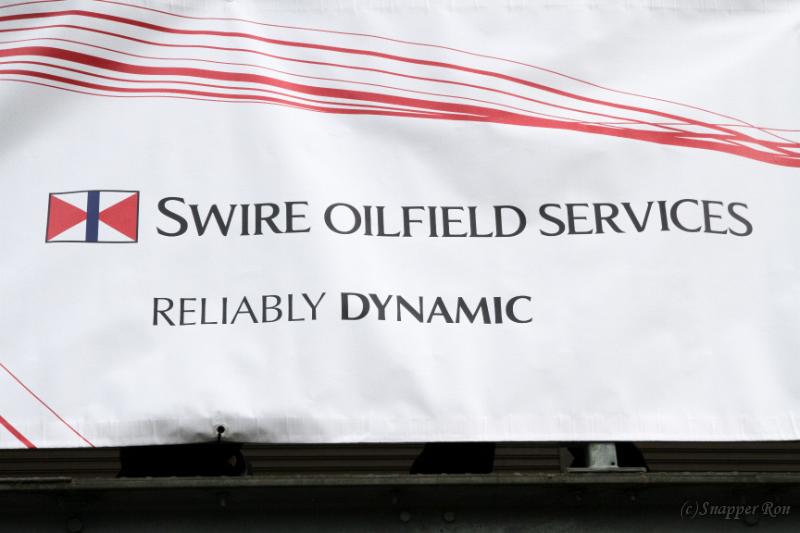 SWIRE OILFIELD SERVICES
RELIABLY DYNAMIC
(c)Snapper Ron